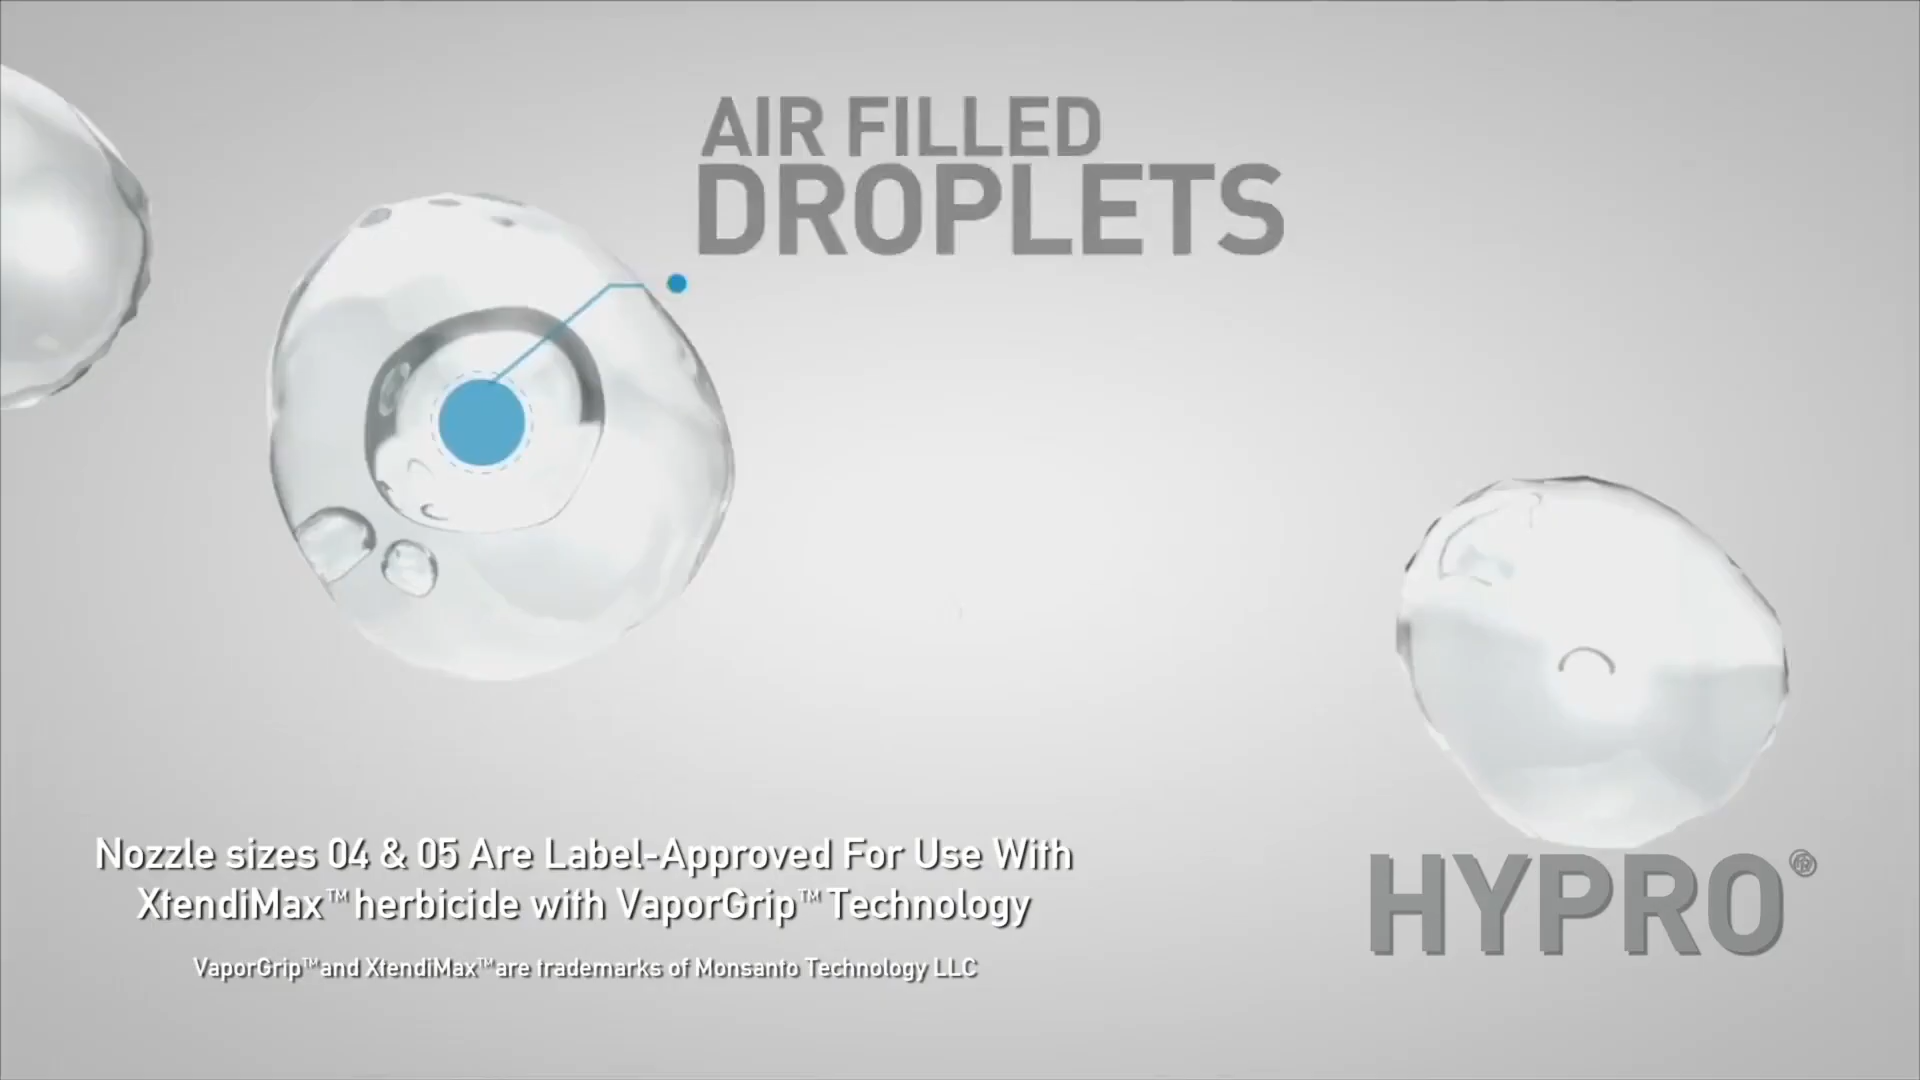 AIR FILLED
DROPLETS
Nozzle sizes 04 & 05 Are Label-Approved For Use With
XtendiMax™ herbicide with VaporGrip™ Technology
VaporGrip™ and XtendiMax™ are trademarks of Monsanto Technology LLC
HYPRO®